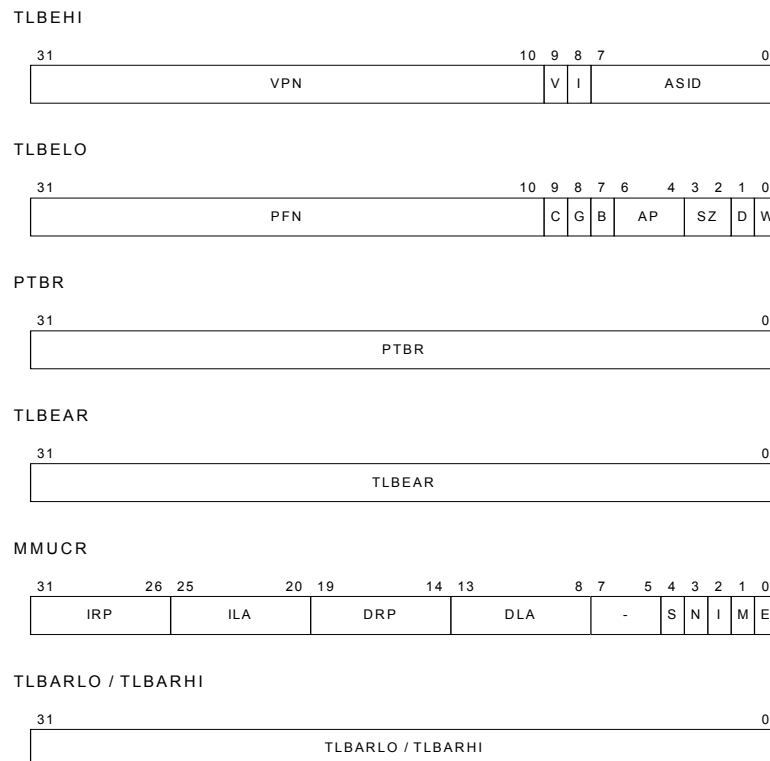 TLBEHI
31 10 9 8 7 0
VPN V I ASID
TLBELO
31 10 9 8 7 6 4 3 2 1 0
PFN C G B AP SZ D W
PTBR
31 0
PTBR
TLBEAR
31 0
TLBEAR
MMUCR
31 26 25 20 19 14 13 8 7 5 4 3 2 1 0
IRP ILA DRP DLA - S N I M E
TLBARLO / TLBARHI
31 0
TLBARLO / TLBARHI